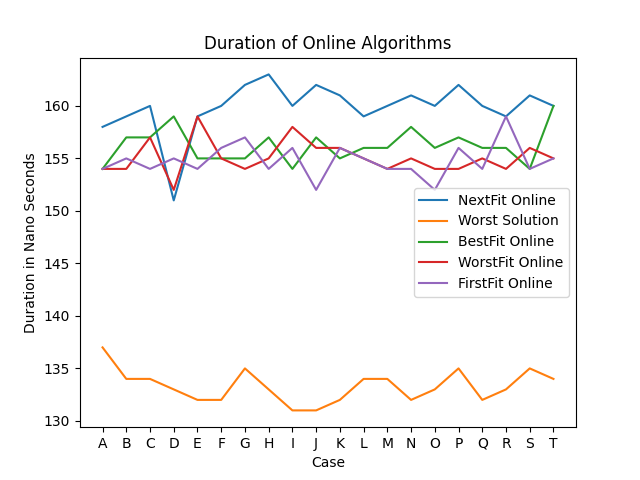 Duration of Online Algorithms
Duration in Nano Seconds
160
155
150
145
140
135
130
NextFit Online
Worst Solution
BestFit Online
WorstFit Online
FirstFit Online
A B C D E F G H I J K L M N O P Q R S T
Case